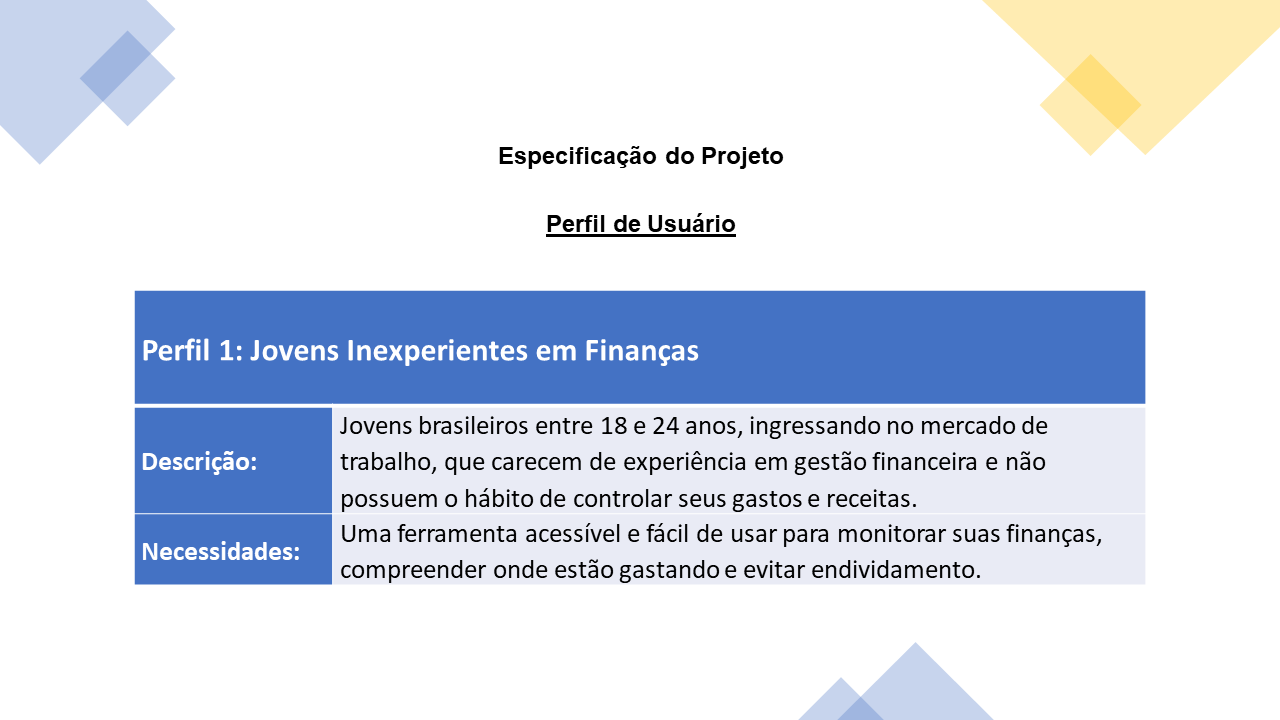 Especificação do Projeto
Perfil de Usuário
Perfil 1: Jovens Inexperientes em Finanças
Descrição:
Jovens brasileiros entre 18 e 24 anos, ingressando no mercado de
trabalho, que carecem de experiência em gestão financeira e não
possuem o hábito de controlar seus gastos e receitas.
Necessidades:
Uma ferramenta acessível e fácil de usar para monitorar suas finanças,
compreender onde estão gastando e evitar endividamento.